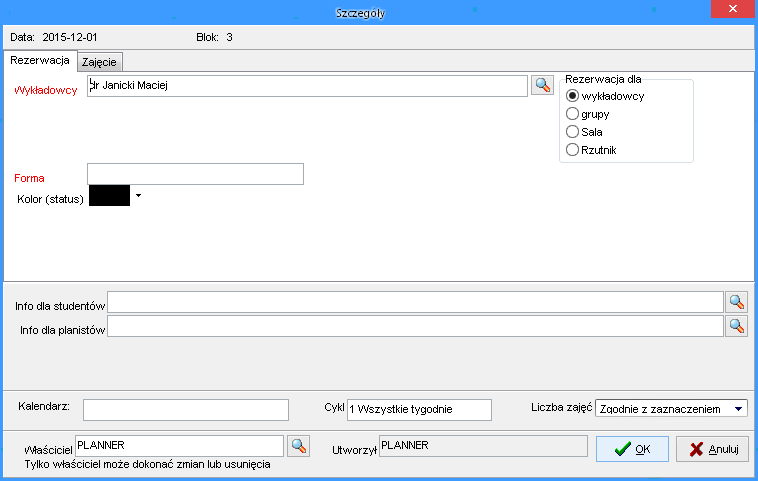 Szczegóły
Data: 2015-12-01 Blok: 3
Rezerwacja Zajęcie
Wykładowcy dr Janicki Maciej
Rezerwacja dla
wykładowcy
grupy
Sala
Rzutnik
Forma
Kolor (status)
Info dla studentów
Info dla planistów
Kalendarz: Cykl 1 Wszystkie tygodnie Liczba zajęć Zgodnie z zaznaczeniem
Właściciel PLANNER Utworzył PLANNER OK Anuluj
Tylko właściciel może dokonać zmian lub usunięcia